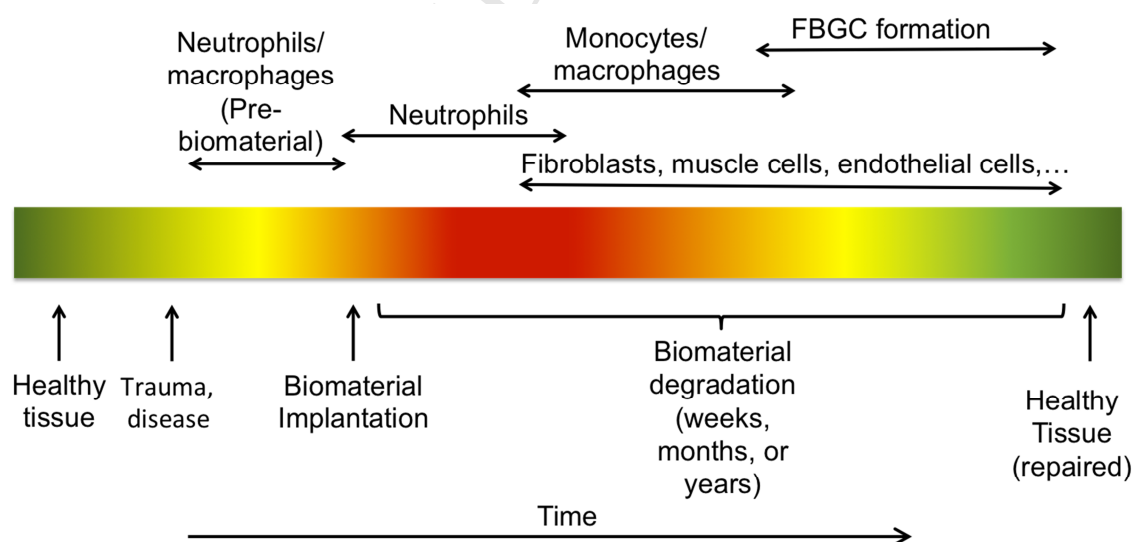 Neutrophils/
macrophages
(Pre-
biomaterial)
Neutrophils
Monocytes/
macrophages
FBGC formation
Fibroblasts, muscle cells, endothelial cells,…
Healthy
tissue
Trauma,
disease
Biomaterial
Implantation
Biomaterial
degradation
(weeks,
months, or
years)
Healthy
Tissue
(repaired)
Time